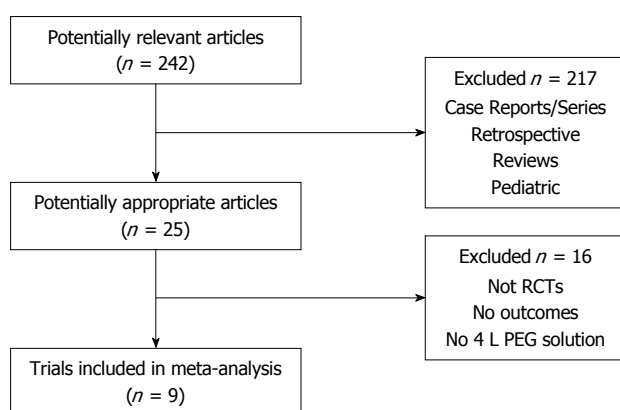 Potentially relevant articles
(n = 242)
Excluded n = 217
Case Reports/Series
Retrospective
Reviews
Pediatric
Potentially appropriate articles
(n = 25)
Excluded n = 16
Not RCTs
No outcomes
No 4 L PEG solution
Trials included in meta-analysis
(n = 9)